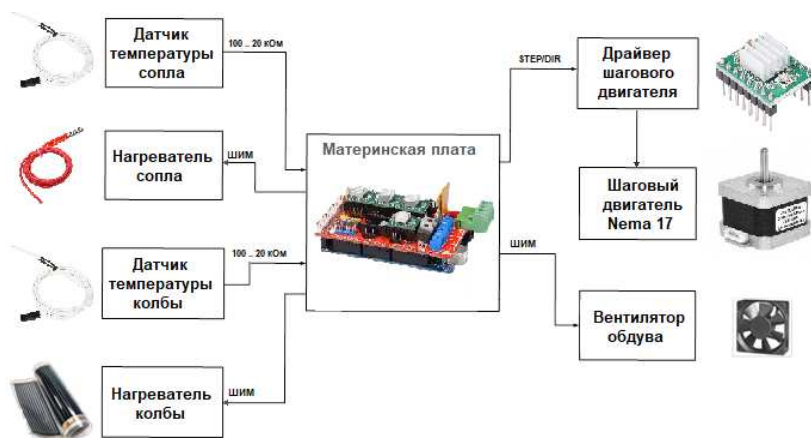 Датчик
температуры
сопла
100 .. 20 кОм
Нагреватель
сопла
ШИМ
Датчик
температуры
колбы
100 .. 20 кОм
Нагреватель
колбы
ШИМ
Материнская плата
STEP/DIR
Драйвер
шагового
двигателя
Шаговый
двигатель
Nema 17
ШИМ
Вентилятор
обдува